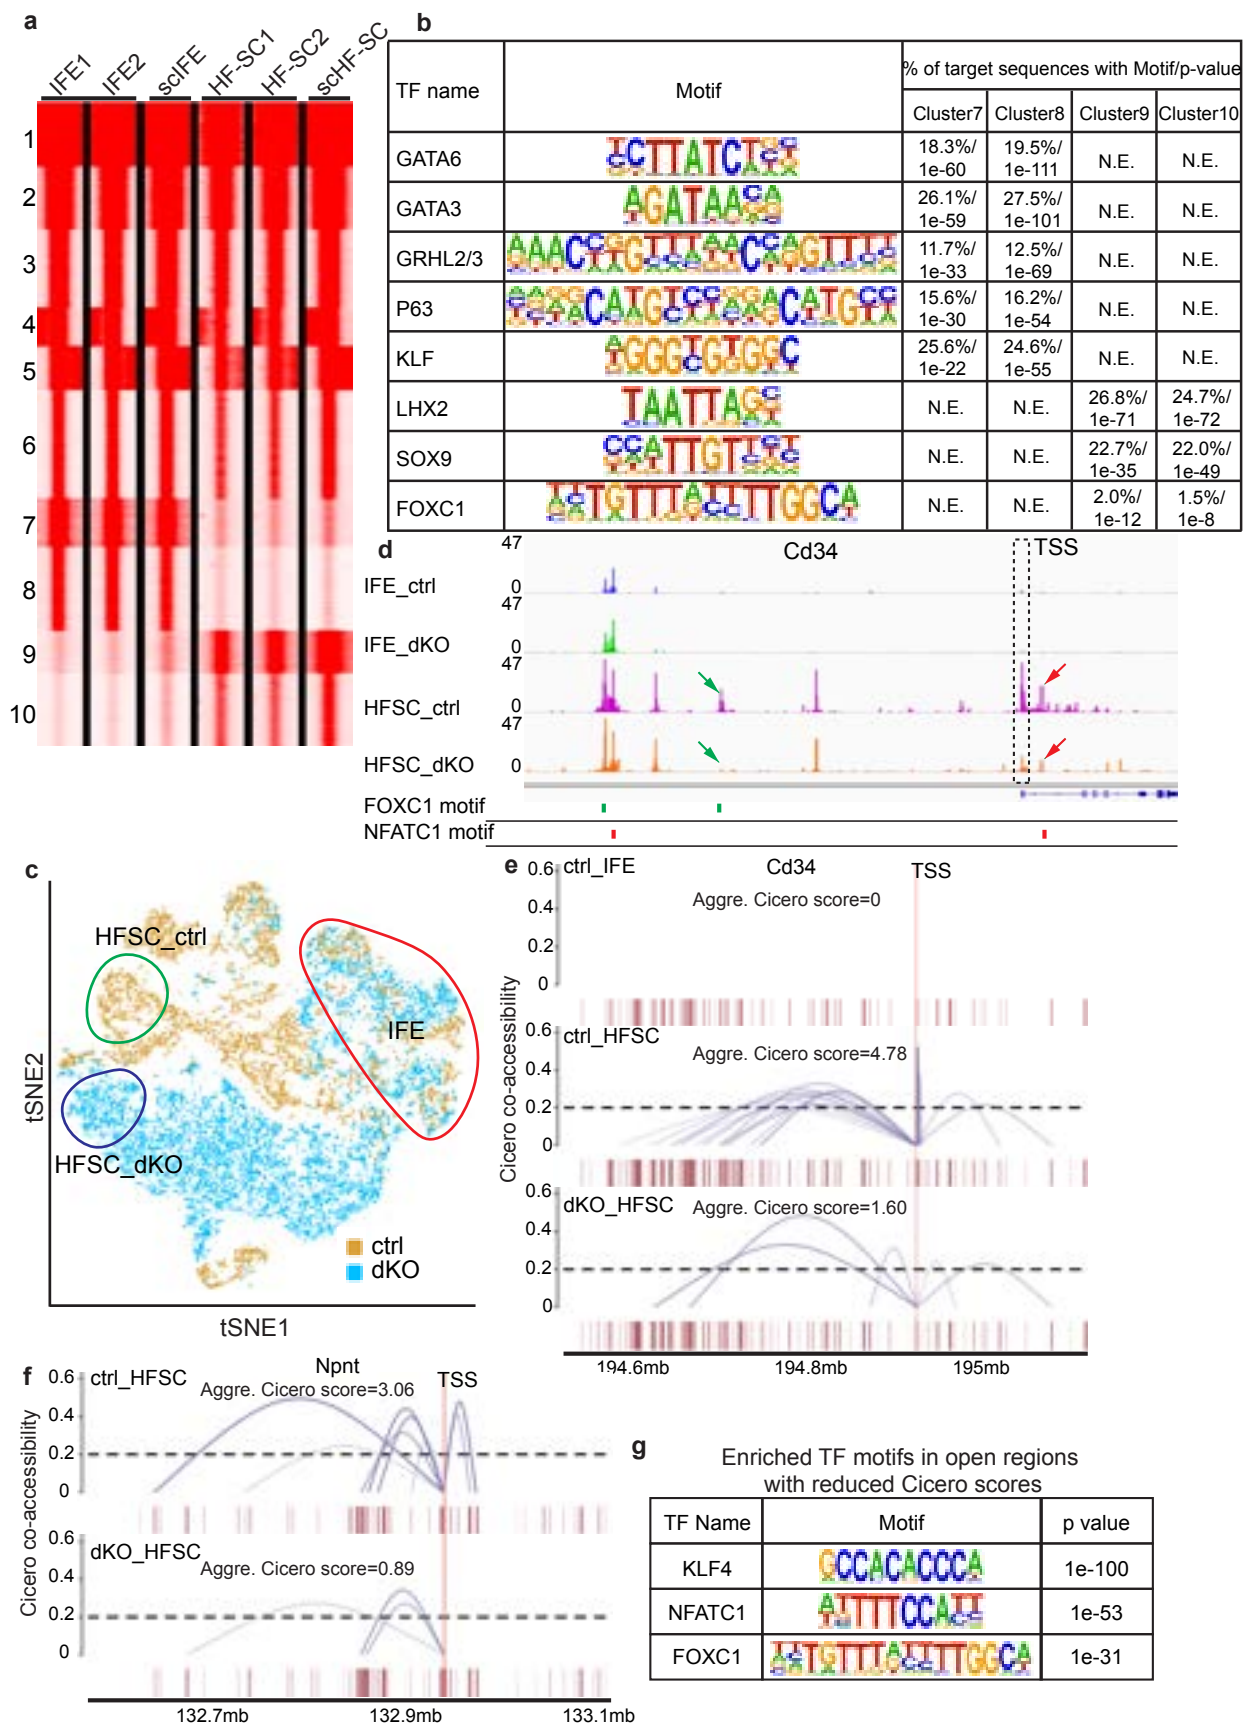 a
IFE1
IFE2
scIFE
HF-SC1
HF-SC2
scHF-SC
1
2
3
4
5
6
7
8
9
10
b
TF name
Motif
% of target sequences with Motif/p-value
Cluster7
Cluster8
Cluster9
Cluster10
GATA6
18.3%/
1e-60
19.5%/
1e-111
N.E.
N.E.
GATA3
26.1%/
1e-59
27.5%/
1e-101
N.E.
N.E.
GRHL2/3
11.7%/
1e-33
12.5%/
1e-69
N.E.
N.E.
P63
15.6%/
1e-30
16.2%/
1e-54
N.E.
N.E.
KLF
25.6%/
1e-22
24.6%/
1e-55
N.E.
N.E.
LHX2
N.E.
N.E.
26.8%/
1e-71
24.7%/
1e-72
SOX9
N.E.
N.E.
22.7%/
1e-35
22.0%/
1e-49
FOXC1
N.E.
N.E.
2.0%/
1e-12
1.5%/
1e-8
d
Cd34
TSS
47
IFE_ctrl
0
47
IFE_dKO
0
47
HFSC_ctrl
0
47
HFSC_dKO
0
FOXC1 motif
NFATC1 motif
c
tSNE2
HFSC_ctrl
IFE
HFSC_dKO
ctrl
dKO
tSNE1
e
Cicero co-accessibility
0.6
0.4
0.2
0
ctrl_IFE
Cd34
TSS
Aggre. Cicero score=0
0.6
0.4
0.2
0
ctrl_HFSC
Aggre. Cicero score=4.78
0.6
0.4
0.2
0
dKO_HFSC
Aggre. Cicero score=1.60
194.6mb
194.8mb
195mb
f
Cicero co-accessibility
0.6
0.4
0.2
0
ctrl_HFSC
Npnt
TSS
Aggre. Cicero score=3.06
0.6
0.4
0.2
0
dKO_HFSC
Aggre. Cicero score=0.89
132.7mb
132.9mb
133.1mb
g
Enriched TF motifs in open regions
with reduced Cicero scores
TF Name
Motif
p value
KLF4
GCCACACCCA
1e-100
NFATC1
1e-53
FOXC1
1e-31